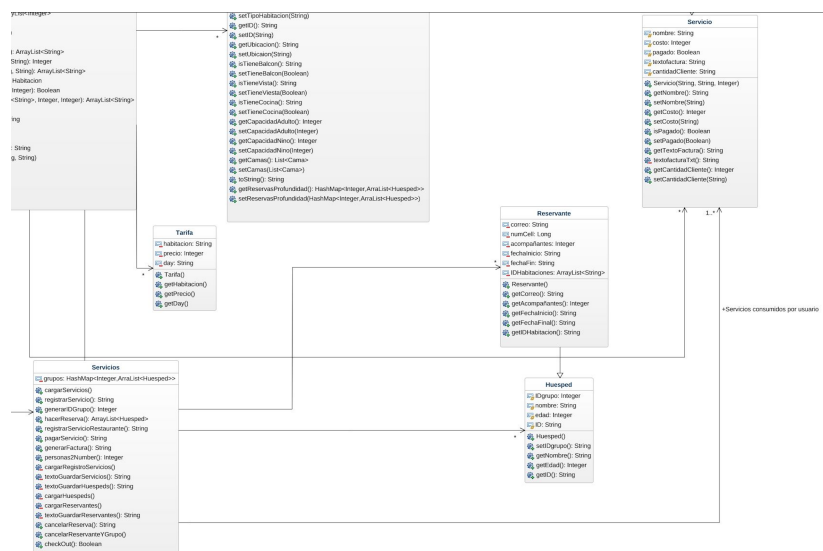 yList<Integer>
): ArrayList<String>
String): Integer
, String): ArrayList<String>
Habitacion
Integer): Boolean
<String>, Integer, Integer): ArrayList<String>
ing
: String
g, String)
*
setTipoHabitacion(String)
getID(): String
setID(String)
getUbicacion(): String
setUbicaion(String)
isTieneBalcon(): String
setTieneBalcon(Boolean)
isTieneVista(): String
setTieneViesta(Boolean)
isTieneCocina(): String
setTieneCocina(Boolean)
getCapacidadAdulto(): Integer
setCapacidadAdulto(Integer)
getCapacidadNino(): Integer
setCapacidadNino(Integer)
getCamas(): List<Cama>
setCamas(List<Cama>)
toString(): String
getReservasProfundidad(): HashMap<Integer,ArraList<Huesped>>
setReservasProfundidad(HashMap<Integer,ArraList<Huesped>>)
Servicio
nombre: String
costo: Integer
pagado: Boolean
textofactura: String
cantidadCliente: String
Servicio(String, String, Integer)
getNombre(): String
setNombre(String)
getCosto(): Integer
setCosto(String)
isPagado(): Boolean
setPagado(Boolean)
getTextoFactura(): String
textofacturaTxt(): String
getCantidadCliente(): Integer
setCantidadCliente(String)
*
1..*
+Servicios consumidos por usuario
Tarifa
habitacion: String
precio: Integer
day: String
Tarifa()
getHabitacion()
getPrecio()
getDay()
*
Reservante
correo: String
numCell: Long
acompañantes: Integer
fechaInicio: String
fechaFin: String
IDHabitaciones: ArrayList<String>
Reservante()
getCorreo(): String
getAcompañantes(): Integer
getFechaInicio(): String
getFechaFinal(): String
getIDHabitacion(): String
*
Servicios
grupos: HashMap<Integer,ArraList<Huesped>>
cargarServicios()
registrarServicio(): String
generarIDGrupo(): Integer
hacerReserva(): ArrayList<Huesped>
registrarServicioRestaurante(): String
pagarServicio(): String
generarFactura(): String
personas2Number(): Integer
cargarRegistroServicios()
textoGuardarServicios(): String
textoGuardarHuespeds(): String
cargarHuespeds()
cargarReservantes()
textoGuardarReservantes(): String
cancelarReserva(): String
cancelarReservanteYGrupo()
checkOut(): Boolean
Huesped
IDgrupo: Integer
nombre: String
edad: Integer
ID: String
Huesped()
setIDgrupo(): String
getNombre(): String
getEdad(): Integer
getID(): String
*